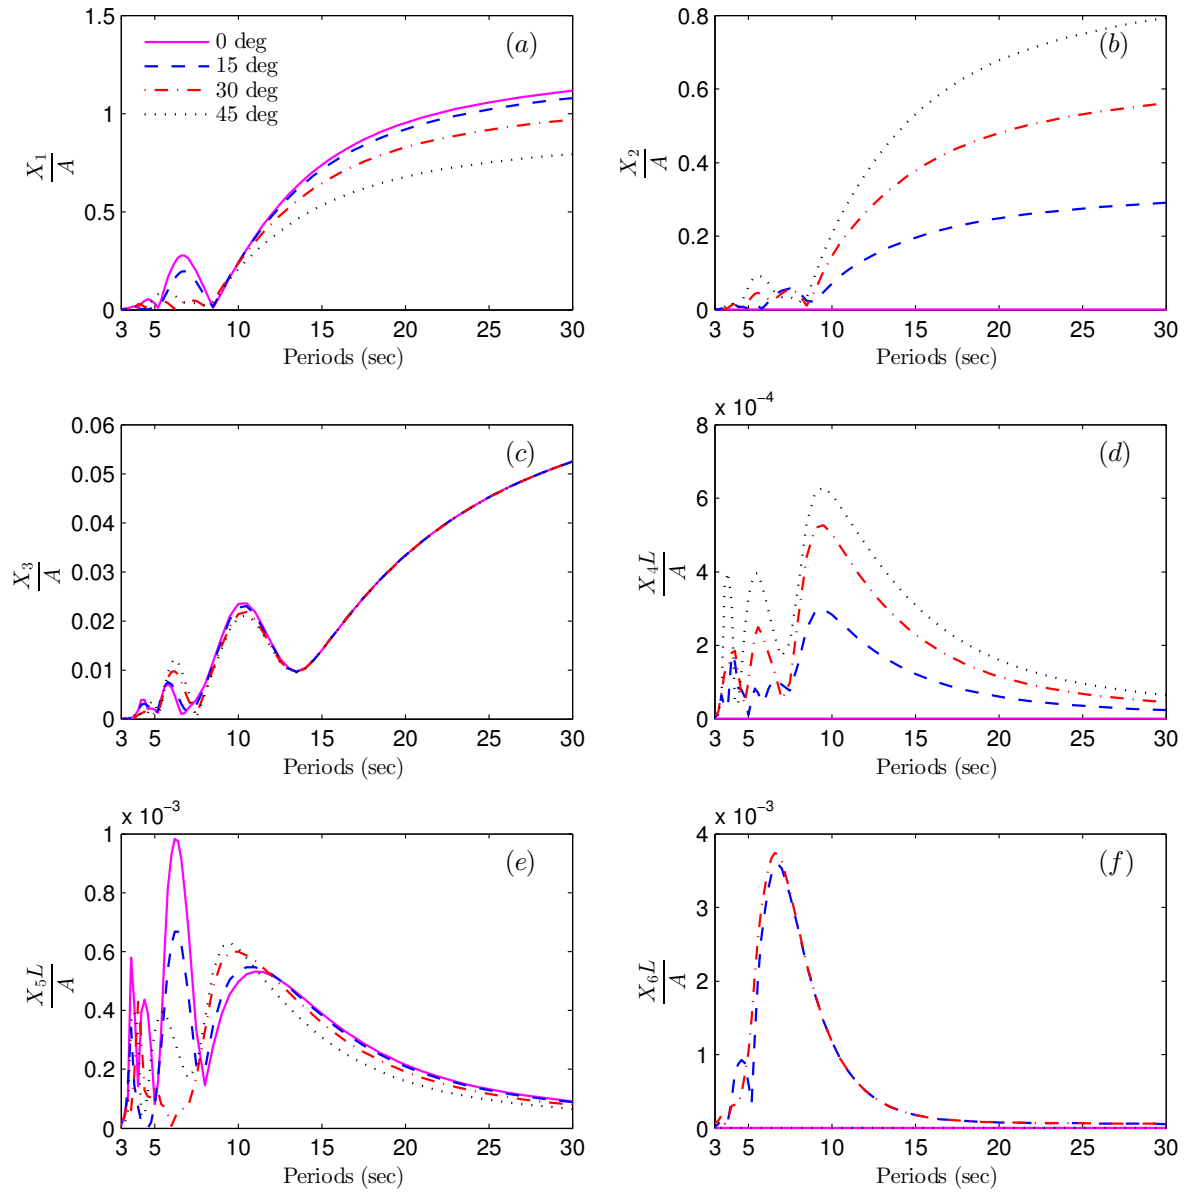 1.5
1
0.5
0
3 5 10 15 20 25 30
Periods (sec)
X₁/A
(a)
0 deg
15 deg
30 deg
45 deg
0.8
0.6
0.4
0.2
0
3 5 10 15 20 25 30
Periods (sec)
X₂/A
(b)
0.06
0.05
0.04
0.03
0.02
0.01
0
3 5 10 15 20 25 30
Periods (sec)
X₃/A
(c)
x 10⁻⁴
8
6
4
2
0
3 5 10 15 20 25 30
Periods (sec)
X₄L/A
(d)
x 10⁻³
1
0.8
0.6
0.4
0.2
0
3 5 10 15 20 25 30
Periods (sec)
X₅L/A
(e)
x 10⁻³
4
3
2
1
0
3 5 10 15 20 25 30
Periods (sec)
X₆L/A
(f)